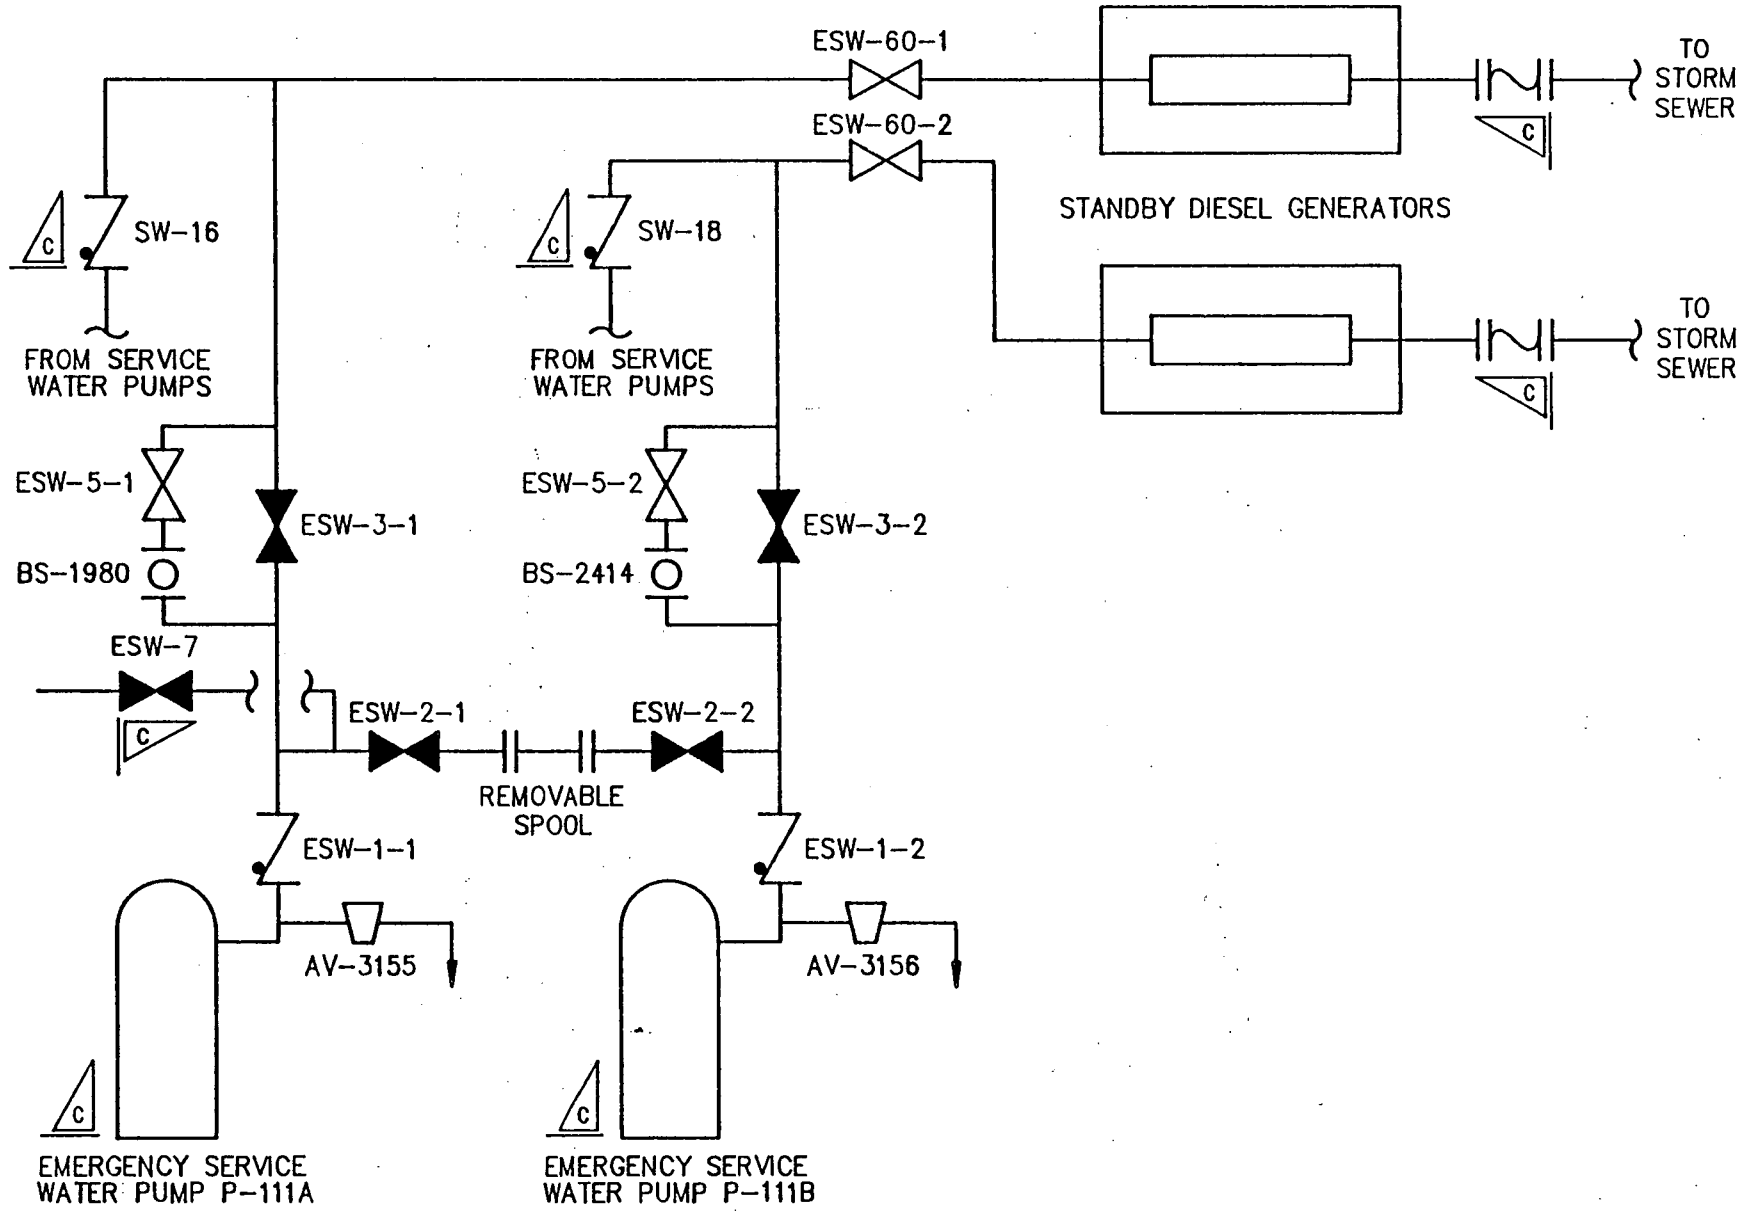 ESW-60-1
TO
STORM
SEWER
C
ESW-60-2
C
SW-16
C
SW-18
STANDBY DIESEL GENERATORS
FROM SERVICE
WATER PUMPS
FROM SERVICE
WATER PUMPS
TO
STORM
SEWER
C
ESW-5-1
ESW-3-1
ESW-5-2
ESW-3-2
BS-1980
BS-2414
ESW-7
C
ESW-2-1
ESW-2-2
REMOVABLE
SPOOL
ESW-1-1
ESW-1-2
AV-3155
AV-3156
C
C
EMERGENCY SERVICE
WATER PUMP P-111A
EMERGENCY SERVICE
WATER PUMP P-111B